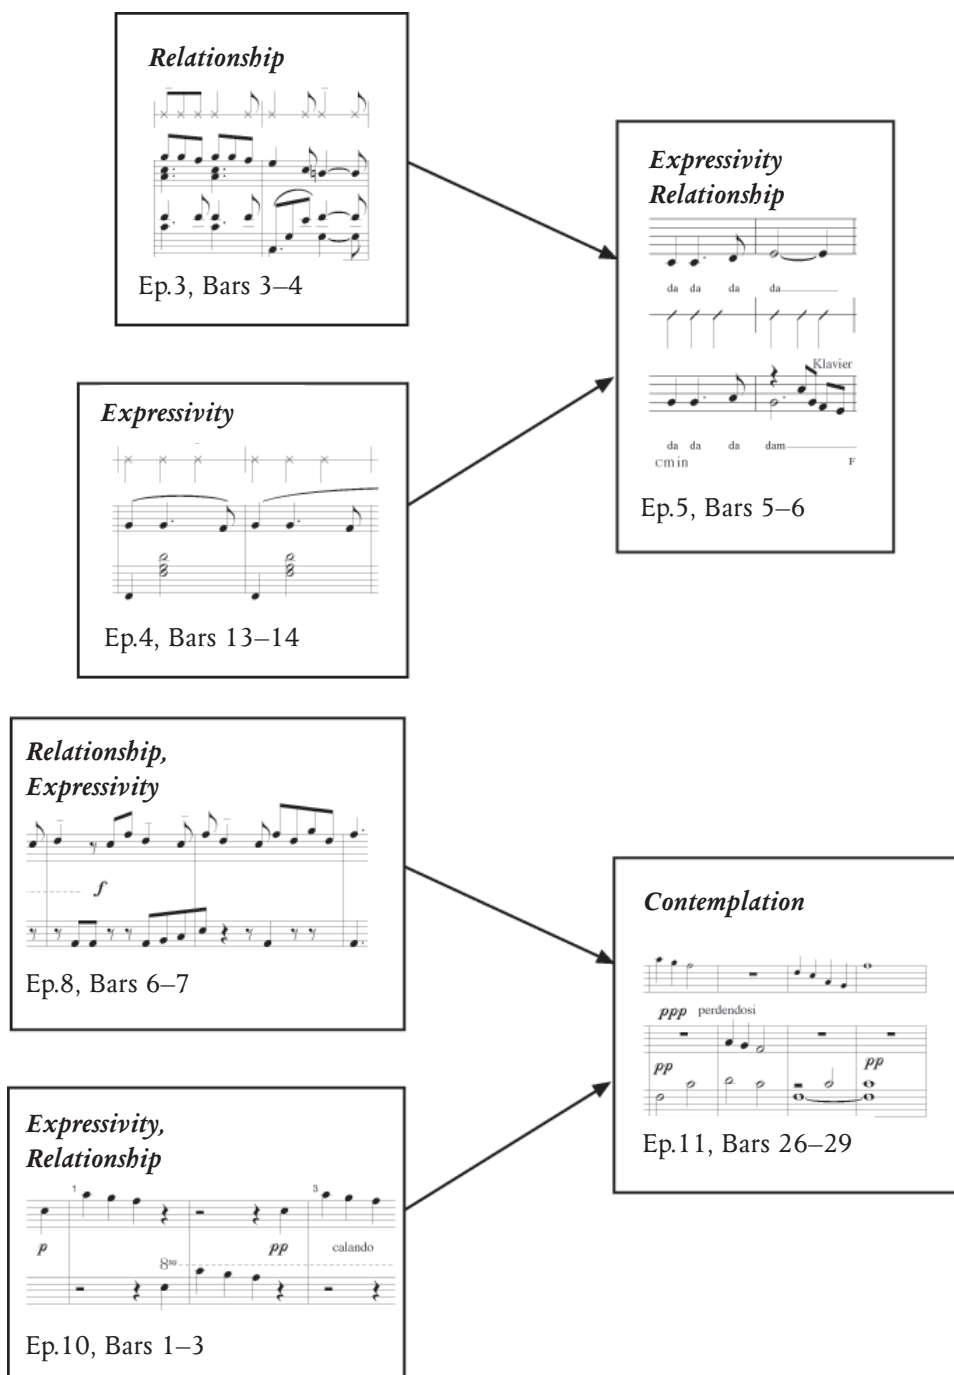 Relationship
Ep.3, Bars 3–4
Expressivity
Relationship
da da da da
Klavier
da da da dam
cmin F
Ep.5, Bars 5–6
Expressivity
Ep.4, Bars 13–14
Relationship,
Expressivity
f
Ep.8, Bars 6–7
Contemplation
ppp perdendosi
pp pp
Ep.11, Bars 26–29
Expressivity,
Relationship
1 3
p pp calando
Ep.10, Bars 1–3